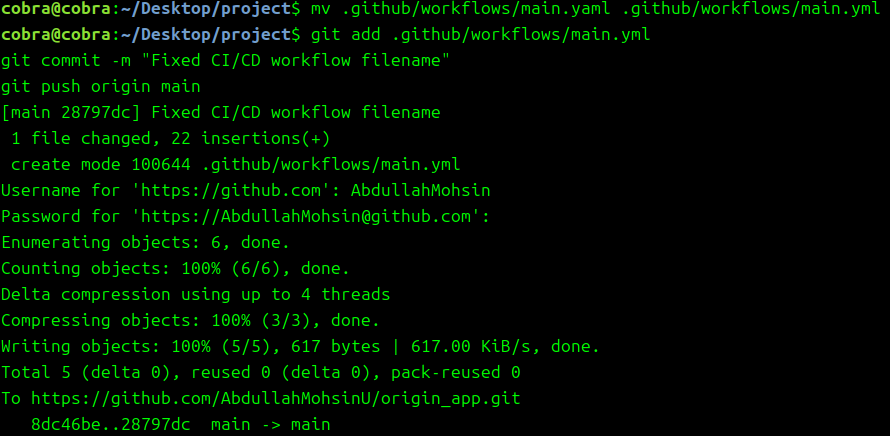 cobra@cobra:~/Desktop/project$ mv .github/workflows/main.yaml .github/workflows/main.yml
cobra@cobra:~/Desktop/project$ git add .github/workflows/main.yml
git commit -m "Fixed CI/CD workflow filename"
git push origin main
[main 28797dc] Fixed CI/CD workflow filename
 1 file changed, 22 insertions(+)
 create mode 100644 .github/workflows/main.yml
Username for 'https://github.com': AbdullahMohsin
Password for 'https://AbdullahMohsin@github.com':
Enumerating objects: 6, done.
Counting objects: 100% (6/6), done.
Delta compression using up to 4 threads
Compressing objects: 100% (3/3), done.
Writing objects: 100% (5/5), 617 bytes | 617.00 KiB/s, done.
Total 5 (delta 0), reused 0 (delta 0), pack-reused 0
To https://github.com/AbdullahMohsinU/origin_app.git
   8dc46be..28797dc  main -> main